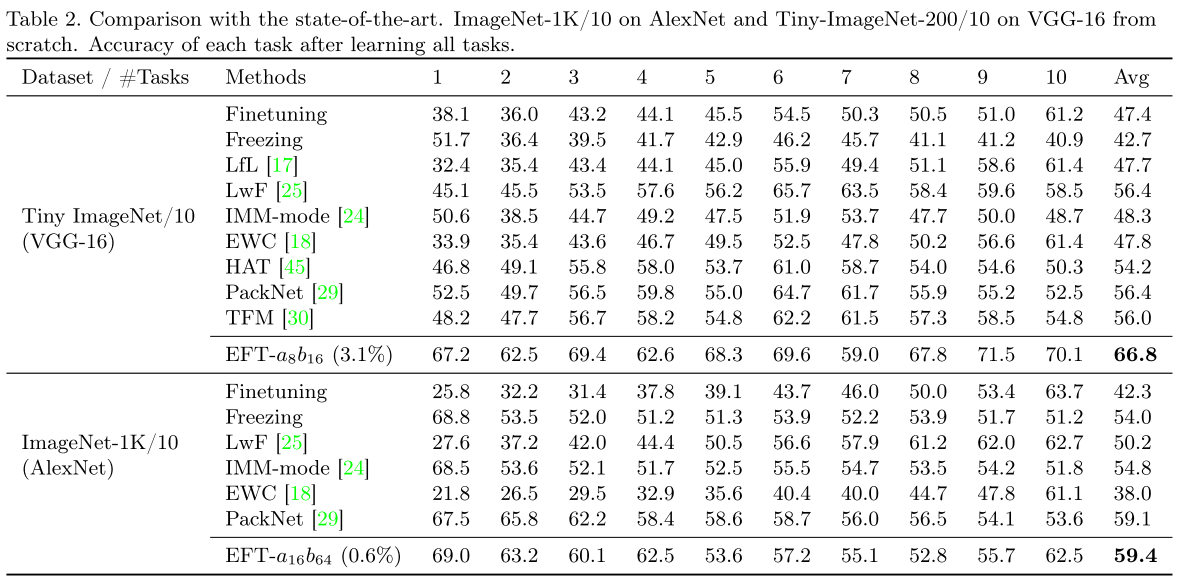 Table 2. Comparison with the state-of-the-art. ImageNet-1K/10 on AlexNet and Tiny-ImageNet-200/10 on VGG-16 from
scratch. Accuracy of each task after learning all tasks.
Dataset / #Tasks Methods 1 2 3 4 5 6 7 8 9 10 Avg
Finetuning 38.1 36.0 43.2 44.1 45.5 54.5 50.3 50.5 51.0 61.2 47.4
Freezing 51.7 36.4 39.5 41.7 42.9 46.2 45.7 41.1 41.2 40.9 42.7
LfL [17] 32.4 35.4 43.4 44.1 45.0 55.9 49.4 51.1 58.6 61.4 47.7
LwF [25] 45.1 45.5 53.5 57.6 56.2 65.7 63.5 58.4 59.6 58.5 56.4
Tiny ImageNet/10 IMM-mode [24] 50.6 38.5 44.7 49.2 47.5 51.9 53.7 47.7 50.0 48.7 48.3
(VGG-16) EWC [18] 33.9 35.4 43.6 46.7 49.5 52.5 47.8 50.2 56.6 61.4 47.8
HAT [45] 46.8 49.1 55.8 58.0 53.7 61.0 58.7 54.0 54.6 50.3 54.2
PackNet [29] 52.5 49.7 56.5 59.8 55.0 64.7 61.7 55.9 55.2 52.5 56.4
TFM [30] 48.2 47.7 56.7 58.2 54.8 62.2 61.5 57.3 58.5 54.8 56.0
EFT-a8b16 (3.1%) 67.2 62.5 69.4 62.6 68.3 69.6 59.0 67.8 71.5 70.1 66.8
Finetuning 25.8 32.2 31.4 37.8 39.1 43.7 46.0 50.0 53.4 63.7 42.3
Freezing 68.8 53.5 52.0 51.2 51.3 53.9 52.2 53.9 51.7 51.2 54.0
ImageNet-1K/10 LwF [25] 27.6 37.2 42.0 44.4 50.5 56.6 57.9 61.2 62.0 62.7 50.2
(AlexNet) IMM-mode [24] 68.5 53.6 52.1 51.7 52.5 55.5 54.7 53.5 54.2 51.8 54.8
EWC [18] 21.8 26.5 29.5 32.9 35.6 40.4 40.0 44.7 47.8 61.1 38.0
PackNet [29] 67.5 65.8 62.2 58.4 58.6 58.7 56.0 56.5 54.1 53.6 59.1
EFT-a16b64 (0.6%) 69.0 63.2 60.1 62.5 53.6 57.2 55.1 52.8 55.7 62.5 59.4